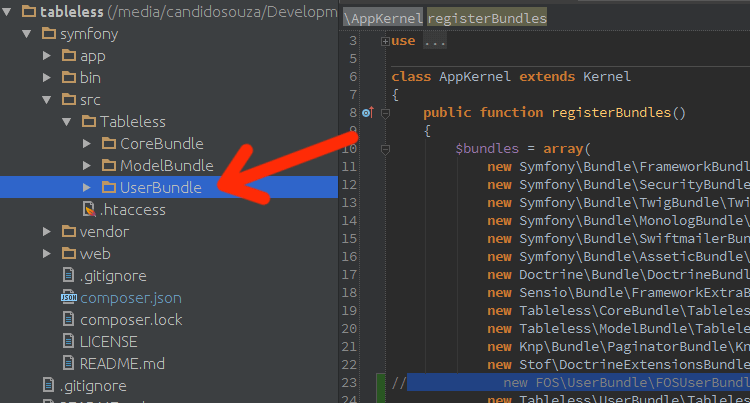 tableless (/media/candidosouza/Developm
symfony
app
bin
src
Tableless
CoreBundle
ModelBundle
UserBundle
.htaccess
vendor
web
.gitignore
composer.json
composer.lock
LICENSE
README.md
.gitignore
\AppKernel registerBundles
3 use ...
5
6 class AppKernel extends Kernel
7 {
8 public function registerBundles()
9 {
10 $bundles = array(
11 new Symfony\Bundle\FrameworkBund
12 new Symfony\Bundle\SecurityBundle
13 new Symfony\Bundle\TwigBundle\Twi
14 new Symfony\Bundle\MonologBundle\
15 new Symfony\Bundle\SwiftmailerBun
16 new Symfony\Bundle\AsseticBundle\
17 new Doctrine\Bundle\DoctrineBundl
18 new Sensio\Bundle\FrameworkExtraB
19 new Tableless\CoreBundle\Tableles
20 new Tableless\ModelBundle\Tablele
21 new Knp\Bundle\PaginatorBundle\Kn
22 new Stof\DoctrineExtensionsBundle
23 // new FOS\UserBundle\FOSUserBundl
24 new Tableless\UserBundle\Tableles